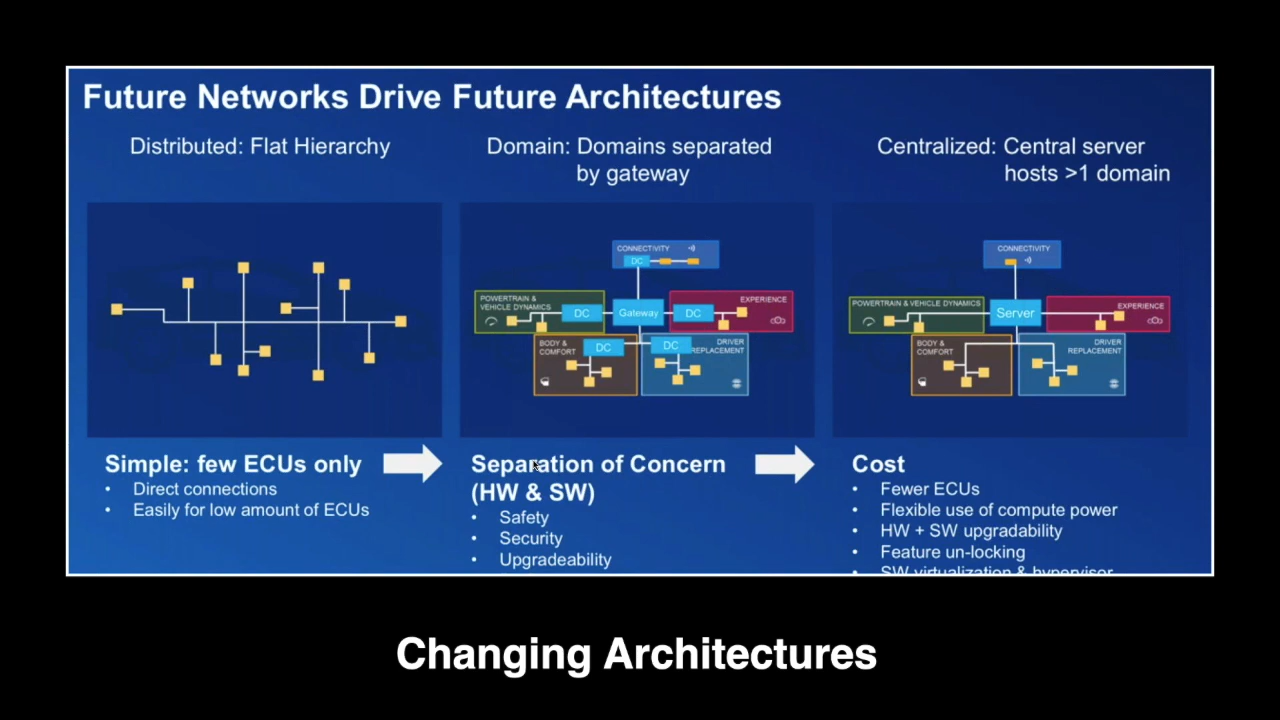 Future Networks Drive Future Architectures
Distributed: Flat Hierarchy
Domain: Domains separated
by gateway
Centralized: Central server
hosts >1 domain
CONNECTIVITY
DC
POWERTRAIN &
VEHICLE DYNAMICS
DC
Gateway
DC
EXPERIENCE
BODY &
COMFORT
DC
DC
DRIVER
REPLACEMENT
CONNECTIVITY
POWERTRAIN & VEHICLE DYNAMICS
Server
EXPERIENCE
BODY &
COMFORT
DRIVER
REPLACEMENT
Simple: few ECUs only
• Direct connections
• Easily for low amount of ECUs
Separation of Concern
(HW & SW)
• Safety
• Security
• Upgradeability
Cost
• Fewer ECUs
• Flexible use of compute power
• HW + SW upgradability
• Feature un-locking
• SW virtualization & hypervisor
Changing Architectures